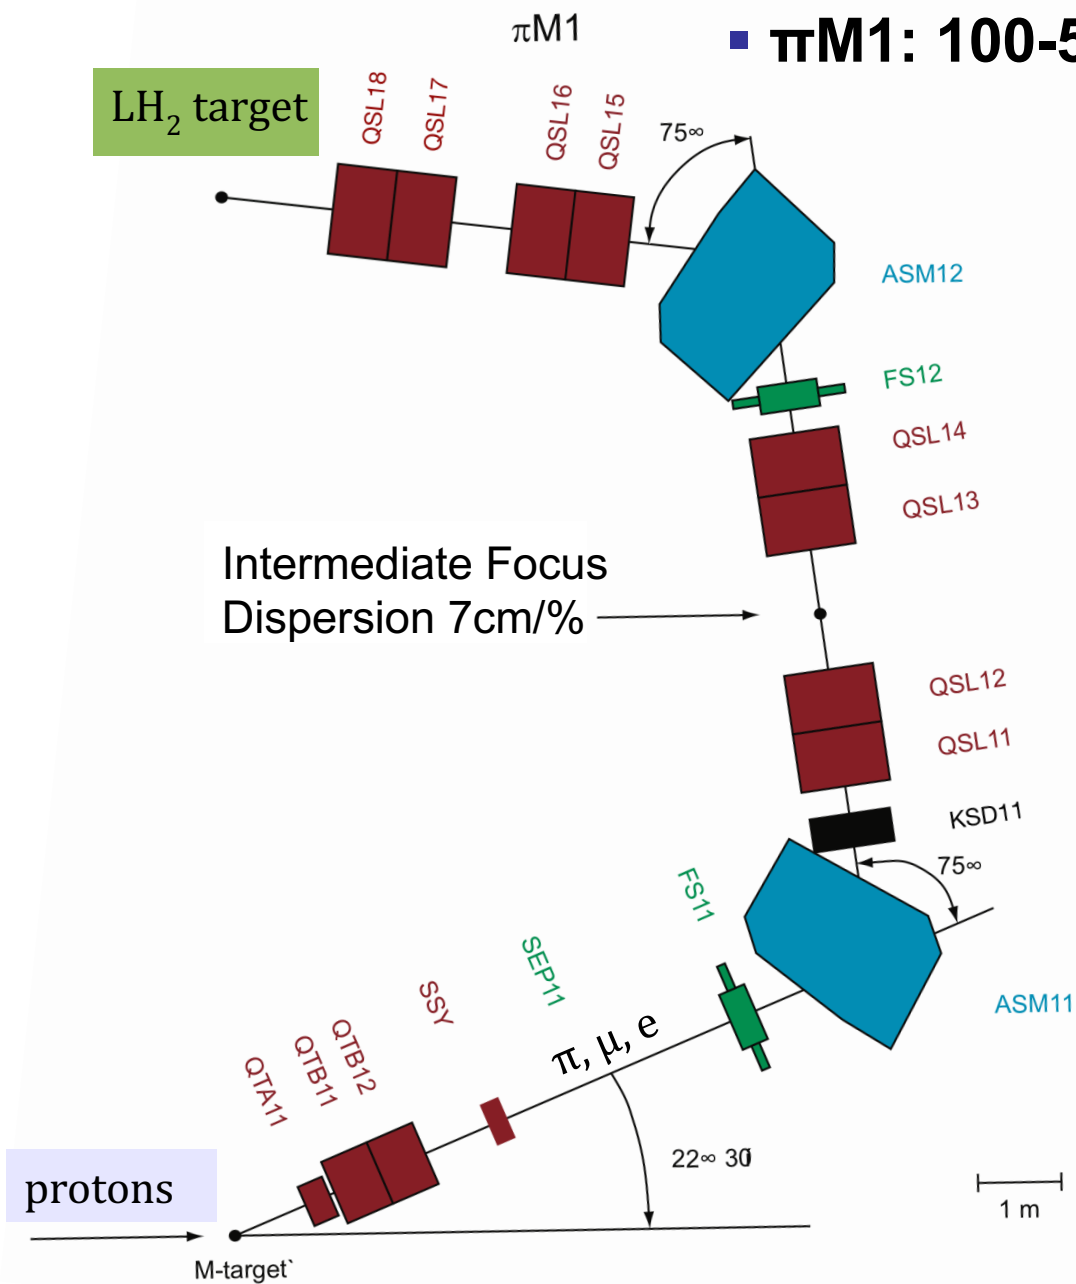 πM1
▪ πM1: 100-5
LH₂ target
QSL18
QSL17
QSL16
QSL15
75∞
ASM12
FS12
QSL14
QSL13
Intermediate Focus
Dispersion 7cm/%
QSL12
QSL11
KSD11
75∞
FS11
SEP11
SSY
ASM11
π, μ, e
QTB12
QTB11
QTA11
22∞ 30
protons
1 m
M-target`